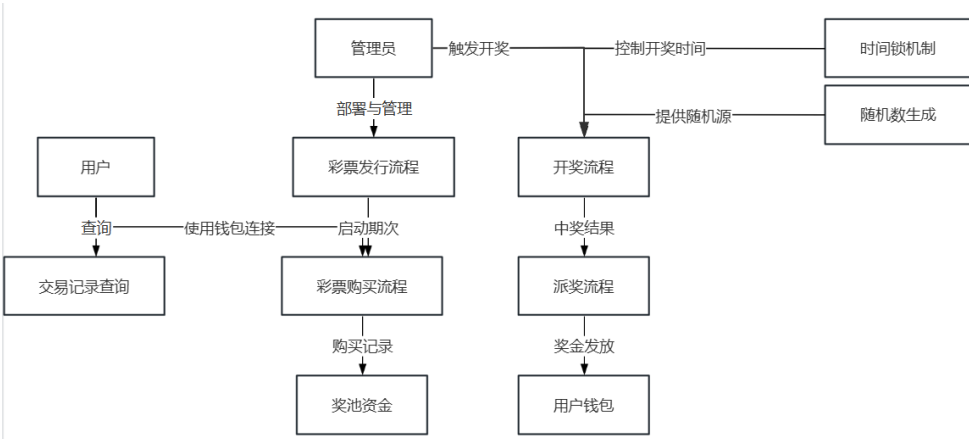 管理员
触发开奖
控制开奖时间
时间锁机制
部署与管理
提供随机源
随机数生成
用户
彩票发行流程
开奖流程
查询
使用钱包连接
启动期次
中奖结果
交易记录查询
彩票购买流程
派奖流程
购买记录
奖金发放
奖池资金
用户钱包